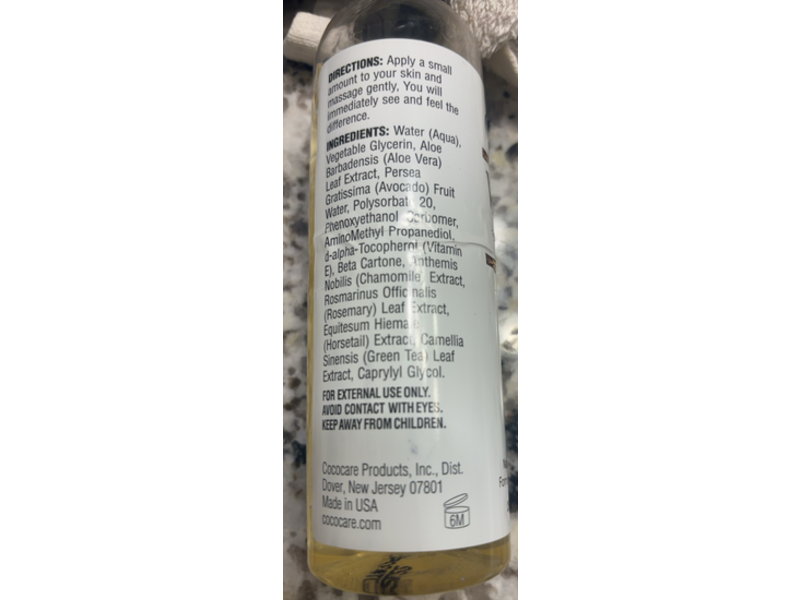 DIRECTIONS: Apply a small
amount to your skin and
massage gently, You will
immediately see and feel the
difference.
INGREDIENTS: Water (Aqua),
Vegetable Glycerin, Aloe
Barbadensis (Aloe Vera)
Leaf Extract, Persea
Gratissima (Avocado) Fruit
Water, Polysorbate 20,
Phenoxyethanol Carbomer,
AminoMethyl Propanediol,
d-alpha-Tocopherol (Vitamin
E), Beta Cartone, Anthemis
Nobilis (Chamomile) Extract,
Rosmarinus Officinalis
(Rosemary) Leaf Extract,
Equitesum Hiemale
(Horsetail) Extract, Camellia
Sinensis (Green Tea) Leaf
Extract, Caprylyl Glycol.
FOR EXTERNAL USE ONLY.
AVOID CONTACT WITH EYES.
KEEP AWAY FROM CHILDREN.
Cococare Products, Inc., Dist.
Dover, New Jersey 07801
Made in USA
cococare.com
6M